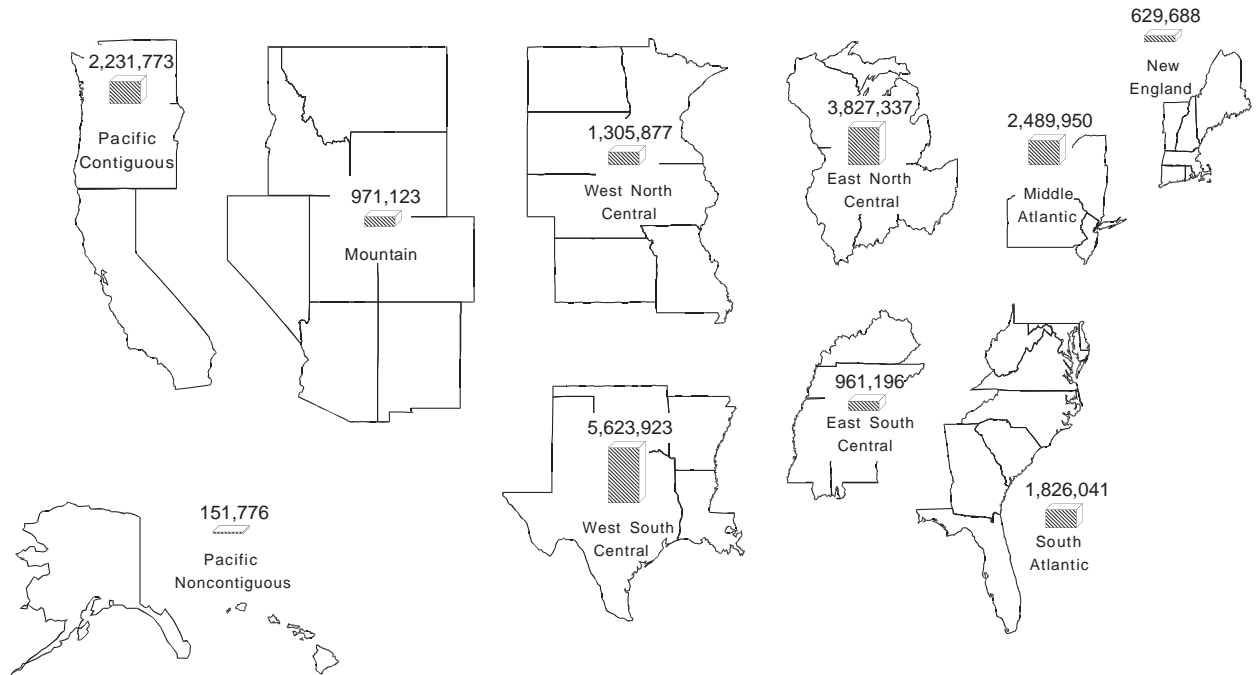 629,688
New
England
2,231,773
Pacific
Contiguous
971,123
Mountain
1,305,877
West North
Central
3,827,337
East North
Central
2,489,950
Middle
Atlantic
5,623,923
West South
Central
961,196
East South
Central
1,826,041
South
Atlantic
151,776
Pacific
Noncontiguous